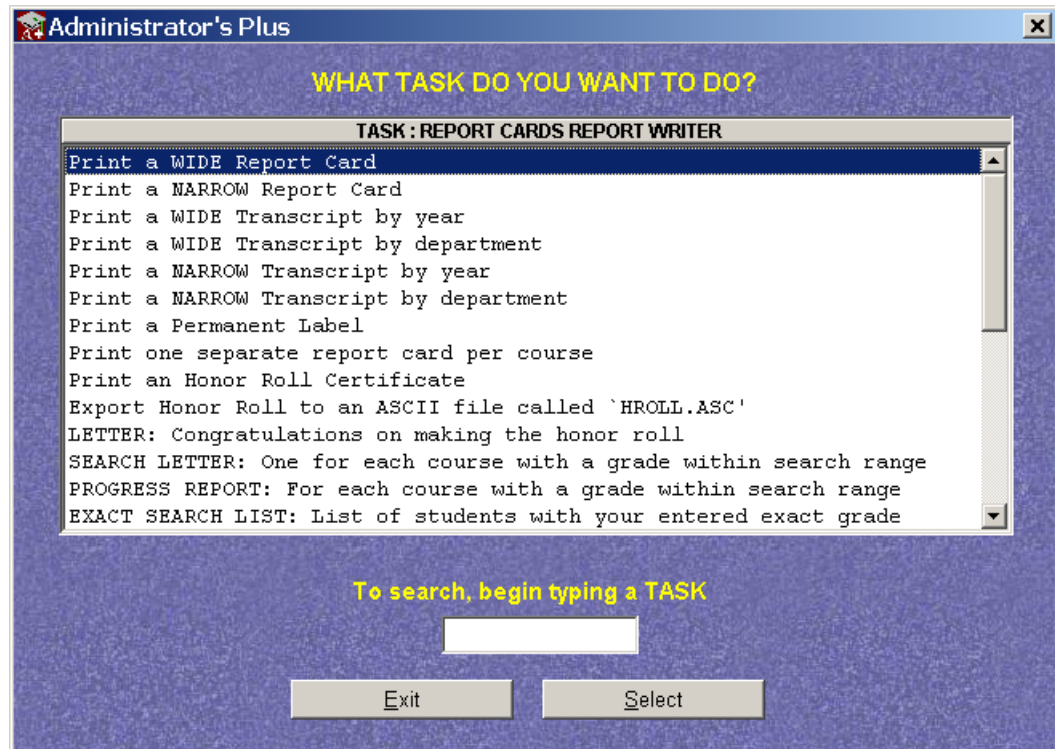 Administrator's Plus
WHAT TASK DO YOU WANT TO DO?
TASK : REPORT CARDS REPORT WRITER
Print a WIDE Report Card
Print a NARROW Report Card
Print a WIDE Transcript by year
Print a WIDE Transcript by department
Print a NARROW Transcript by year
Print a NARROW Transcript by department
Print a Permanent Label
Print one separate report card per course
Print an Honor Roll Certificate
Export Honor Roll to an ASCII file called `HROLL.ASC'
LETTER: Congratulations on making the honor roll
SEARCH LETTER: One for each course with a grade within search range
PROGRESS REPORT: For each course with a grade within search range
EXACT SEARCH LIST: List of students with your entered exact grade
To search, begin typing a TASK
Exit
Select